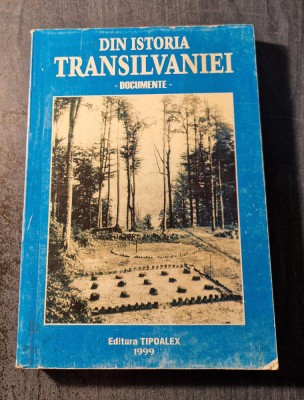 DIN ISTORIA
TRANSILVANIEI
- DOCUMENTE -
Editura TIPOALEX
1999